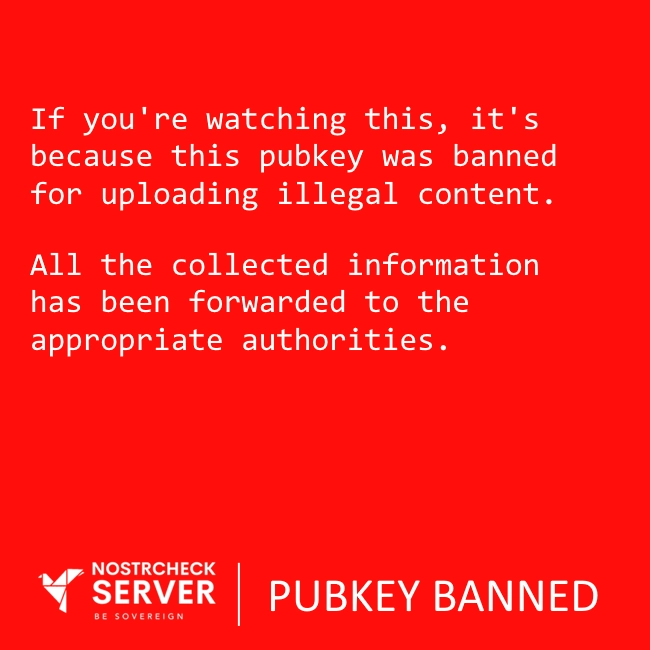 If you're watching this, it's
because this pubkey was banned
for uploading illegal content.
All the collected information
has been forwarded to the
appropriate authorities.
NOSTRCHECK
SERVER
BE SOVEREIGN
PUBKEY BANNED